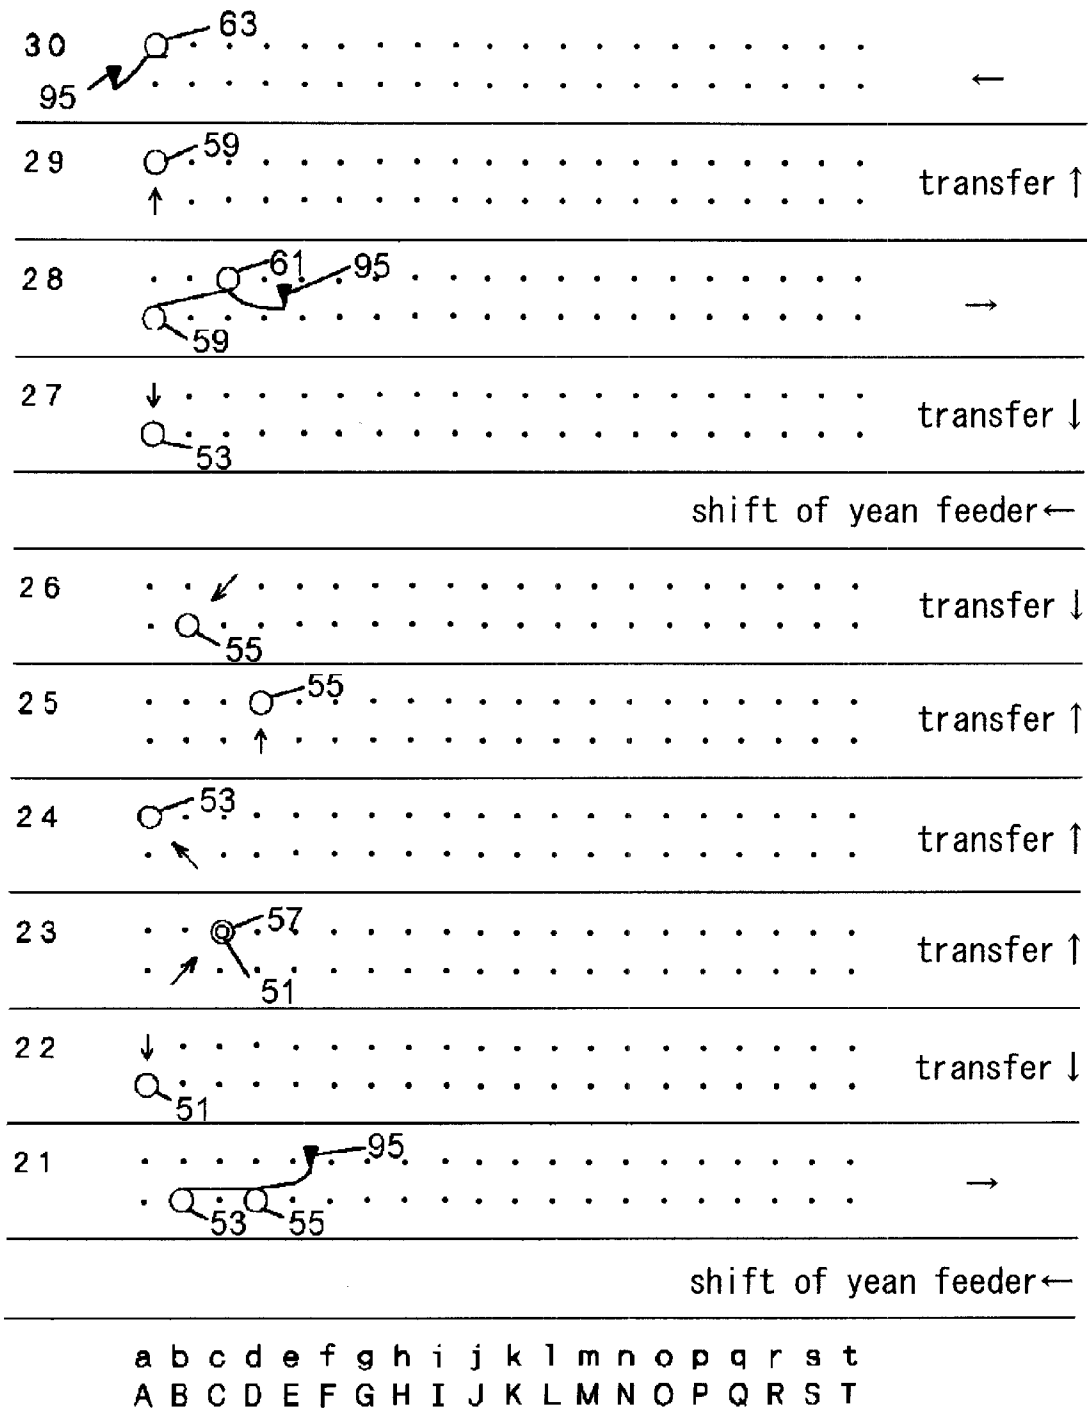 63
30
95
←
59
29
transfer ↑
61 95
28
→
59
27
transfer ↓
53
shift of yean feeder←
26
transfer ↓
55
55
25
transfer ↑
53
24
transfer ↑
57
23
transfer ↑
51
22
transfer ↓
51
95
21
→
53 55
shift of yean feeder←
a b c d e f g h i j k l m n o p q r s t
A B C D E F G H I J K L M N O P Q R S T